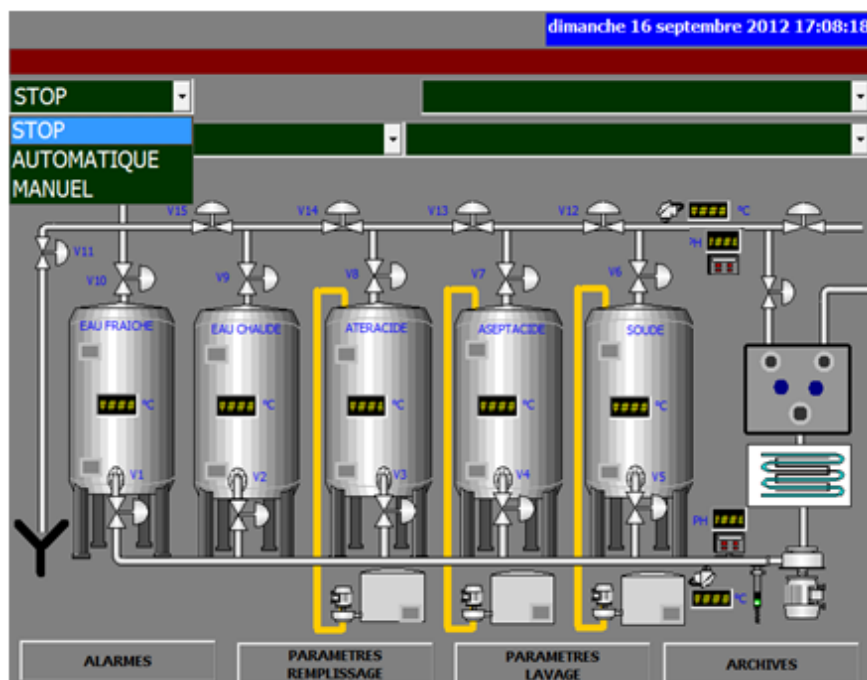 dimanche 16 septembre 2012 17:08:18
STOP
STOP
AUTOMATIQUE
MANUEL
V15
V14
V13
V12
°C
V11
PH
V10
V9
V8
V7
V6
EAU FRAICHE
EAU CHAUDE
ATERACIDE
ASEPTACIDE
SOUDE
°C
°C
°C
°C
°C
V1
V2
V3
V4
V5
PH
°C
ALARMES
PARAMETRES
REMPLISSAGE
PARAMETRES
LAVAGE
ARCHIVES